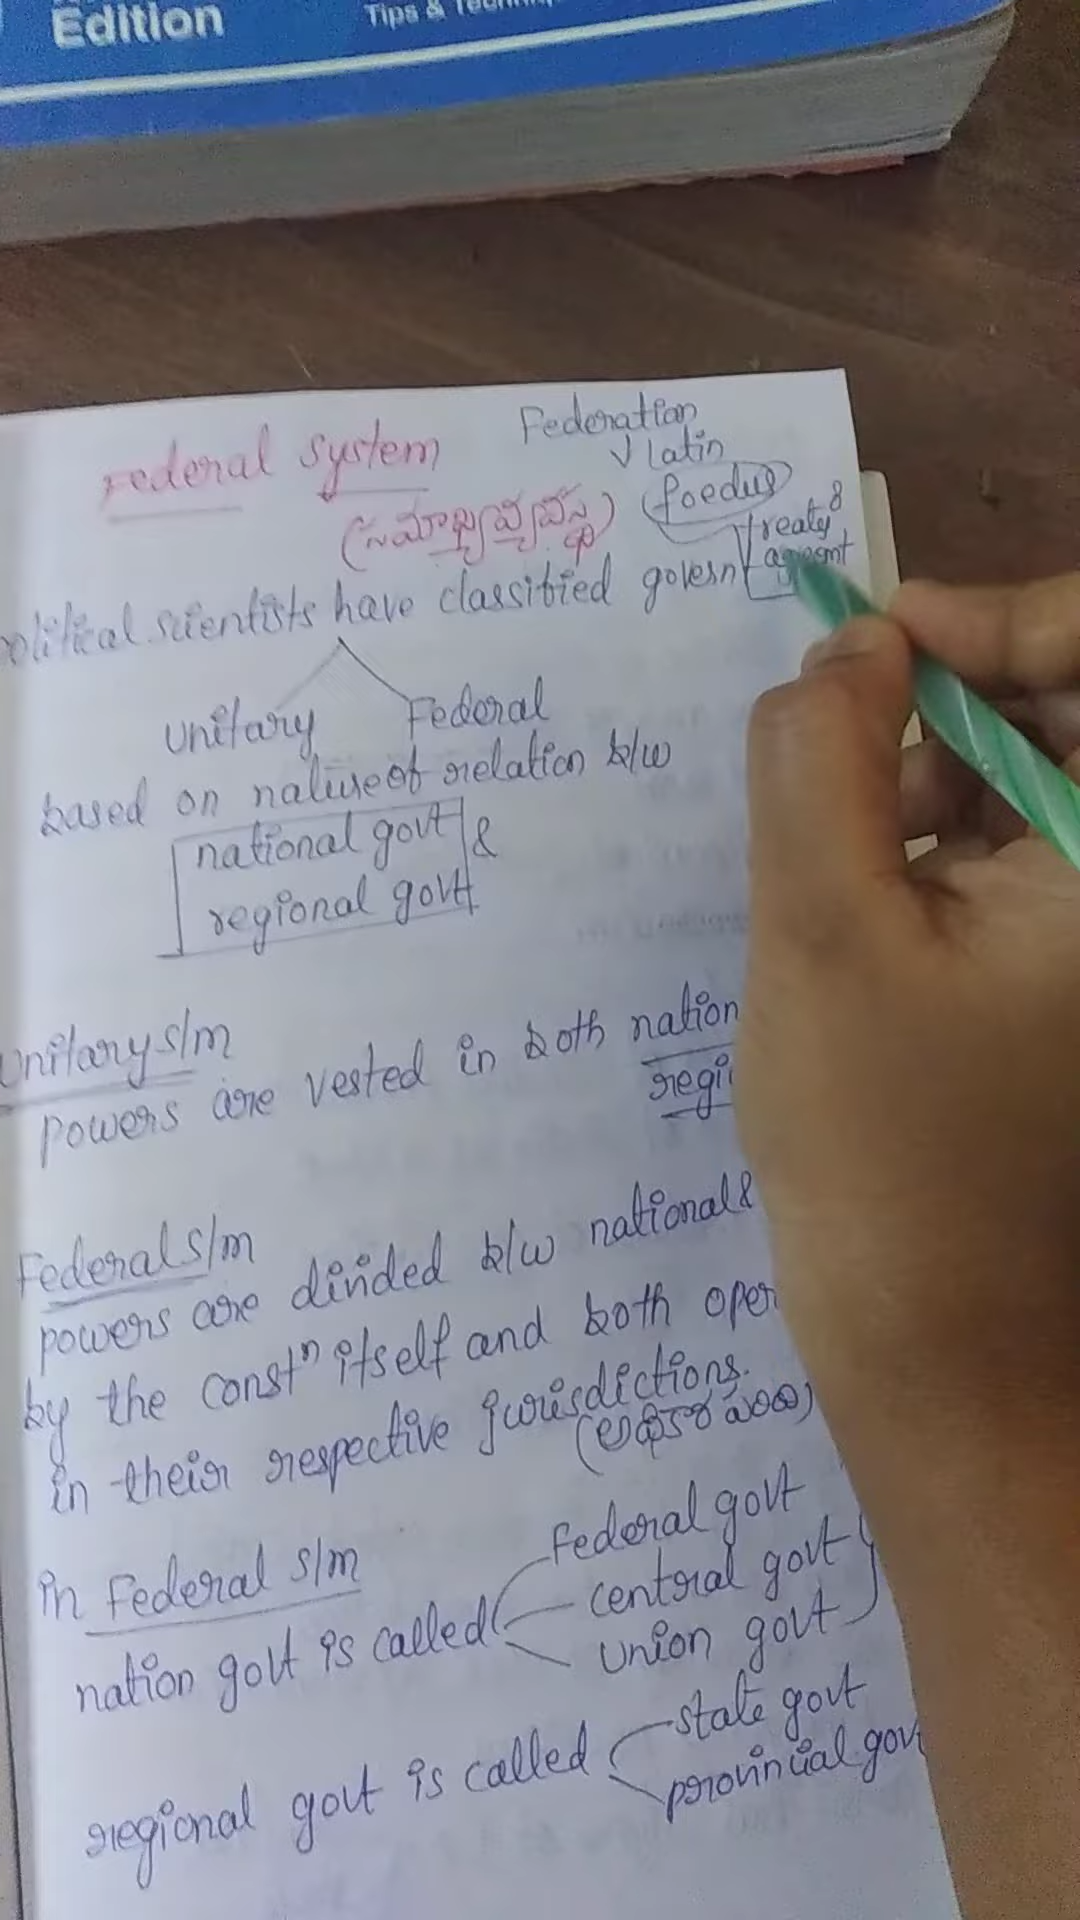 Edition
Tips &
Federal System
Federation
↓ latin
(foedus)
treaty &
(సమాఖ్య వ్యవస్థ)
political scientists have classified govern
unitary Federal
based on nature of relation b/w
national govt &
regional govt
unitary s/m
powers are vested in both nation
regi
Federal s/m
powers are divided b/w national &
by the constⁿ itself and both oper
in their respective jurisdictions.
in Federal s/m
nation govt is called
Federal govt
central govt
union govt
regional govt is called
state govt
provincial gov